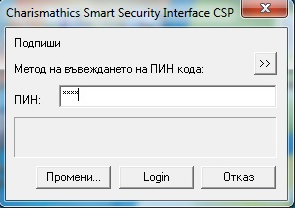 Charismathics Smart Security Interface CSP
Подпиши
Метод на въвеждането на ПИН кода:
>>
ПИН: ****
Промени... Login Отказ